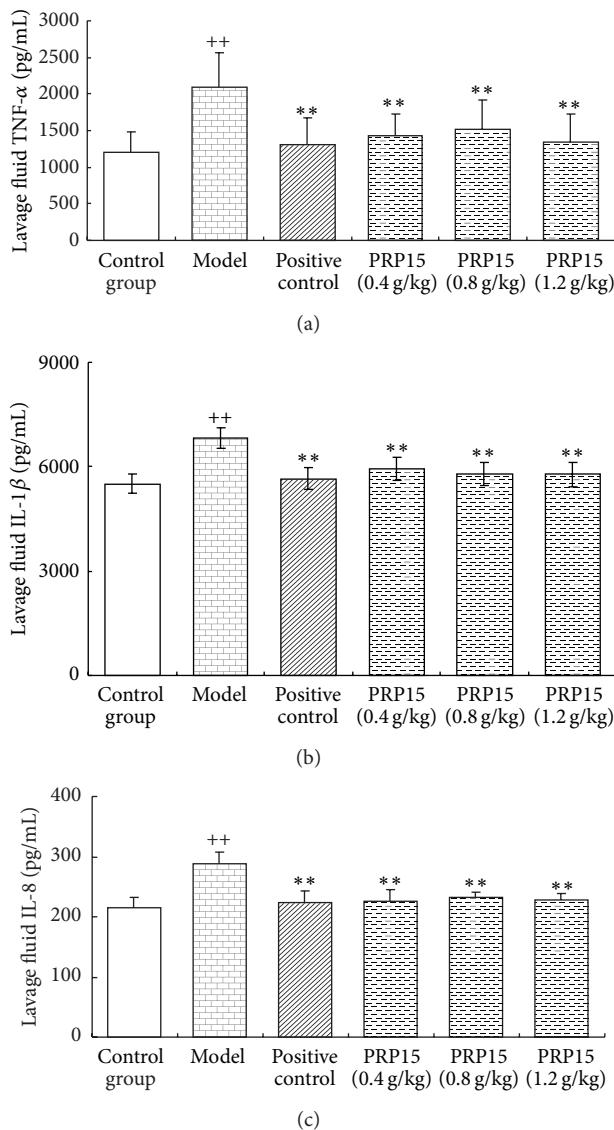 Lavage fluid TNF-α (pg/mL)
3000
2500
2000
1500
1000
500
0
++
**
**
**
**
Control group
Model
Positive control
PRP15 (0.4 g/kg)
PRP15 (0.8 g/kg)
PRP15 (1.2 g/kg)
(a)
Lavage fluid IL-1β (pg/mL)
9000
6000
3000
0
++
**
**
**
**
Control group
Model
Positive control
PRP15 (0.4 g/kg)
PRP15 (0.8 g/kg)
PRP15 (1.2 g/kg)
(b)
Lavage fluid IL-8 (pg/mL)
400
300
200
100
0
++
**
**
**
**
Control group
Model
Positive control
PRP15 (0.4 g/kg)
PRP15 (0.8 g/kg)
PRP15 (1.2 g/kg)
(c)